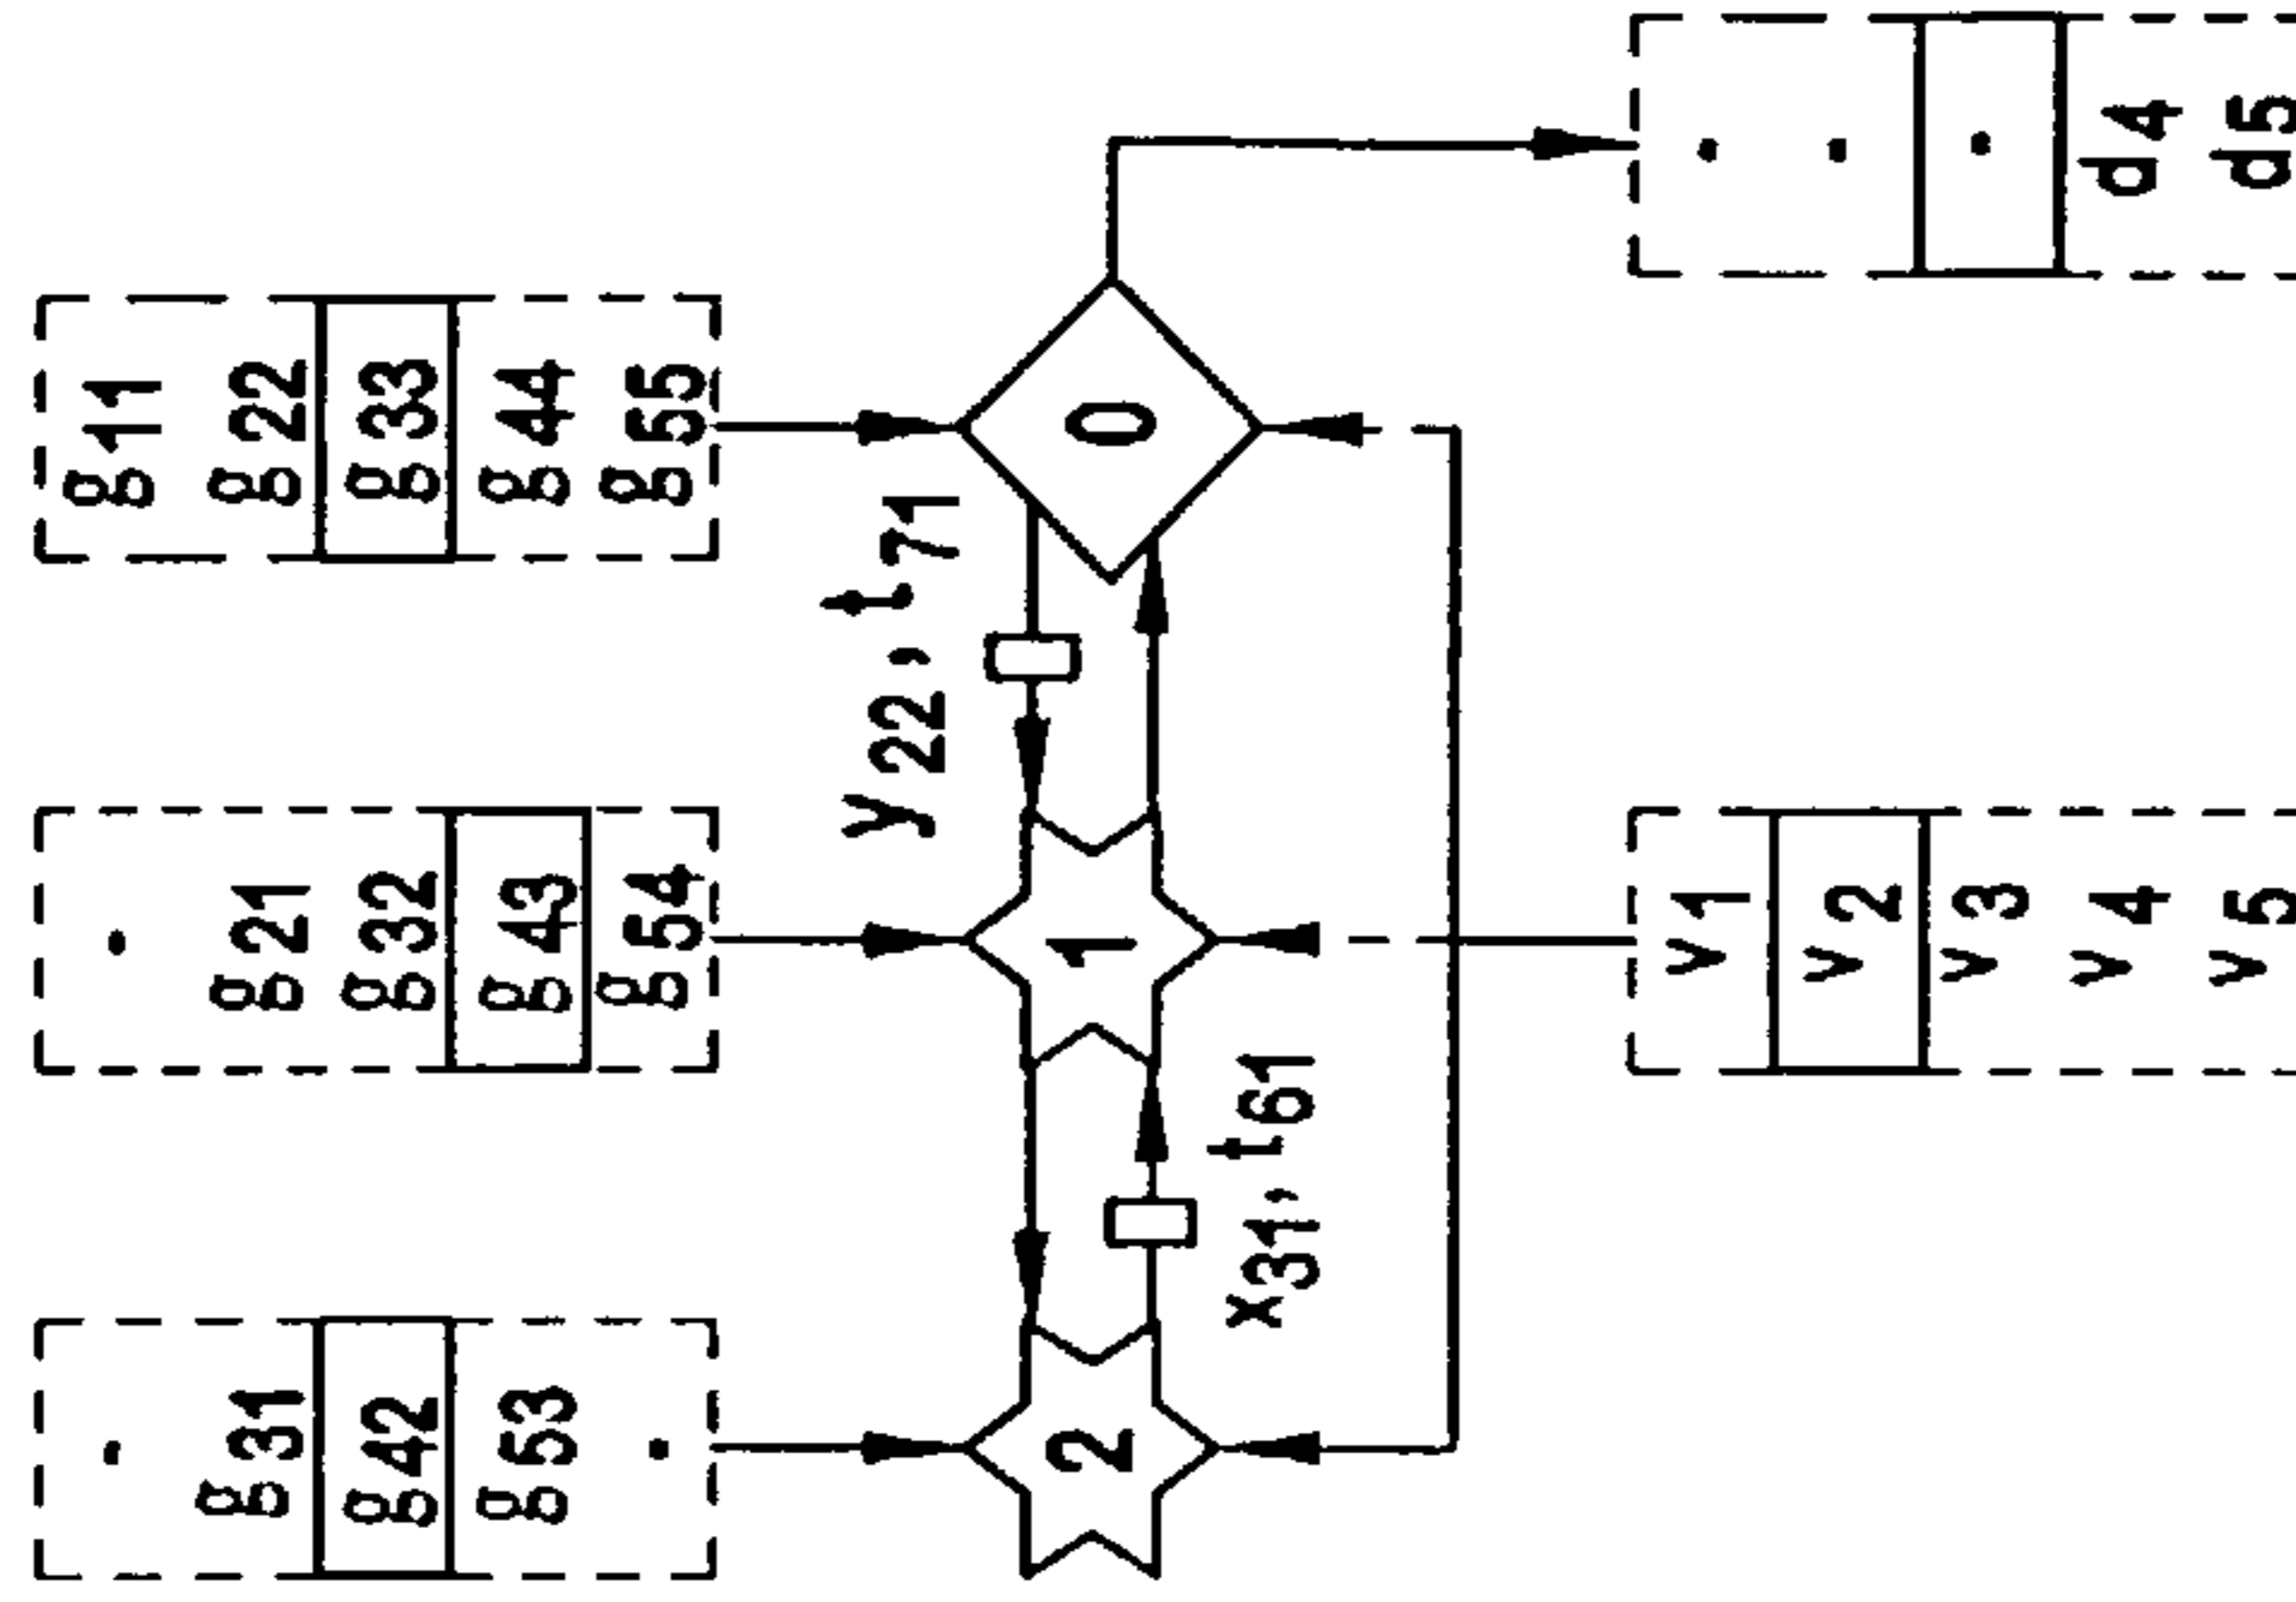 . . g11
g31 g21 g22
g42 g32 g33
g53 g43 g44
. g54 g55
y22, t71
2 1 0
x31, t61
v1 .
v2 .
v3 .
v4 d4
v5 d5